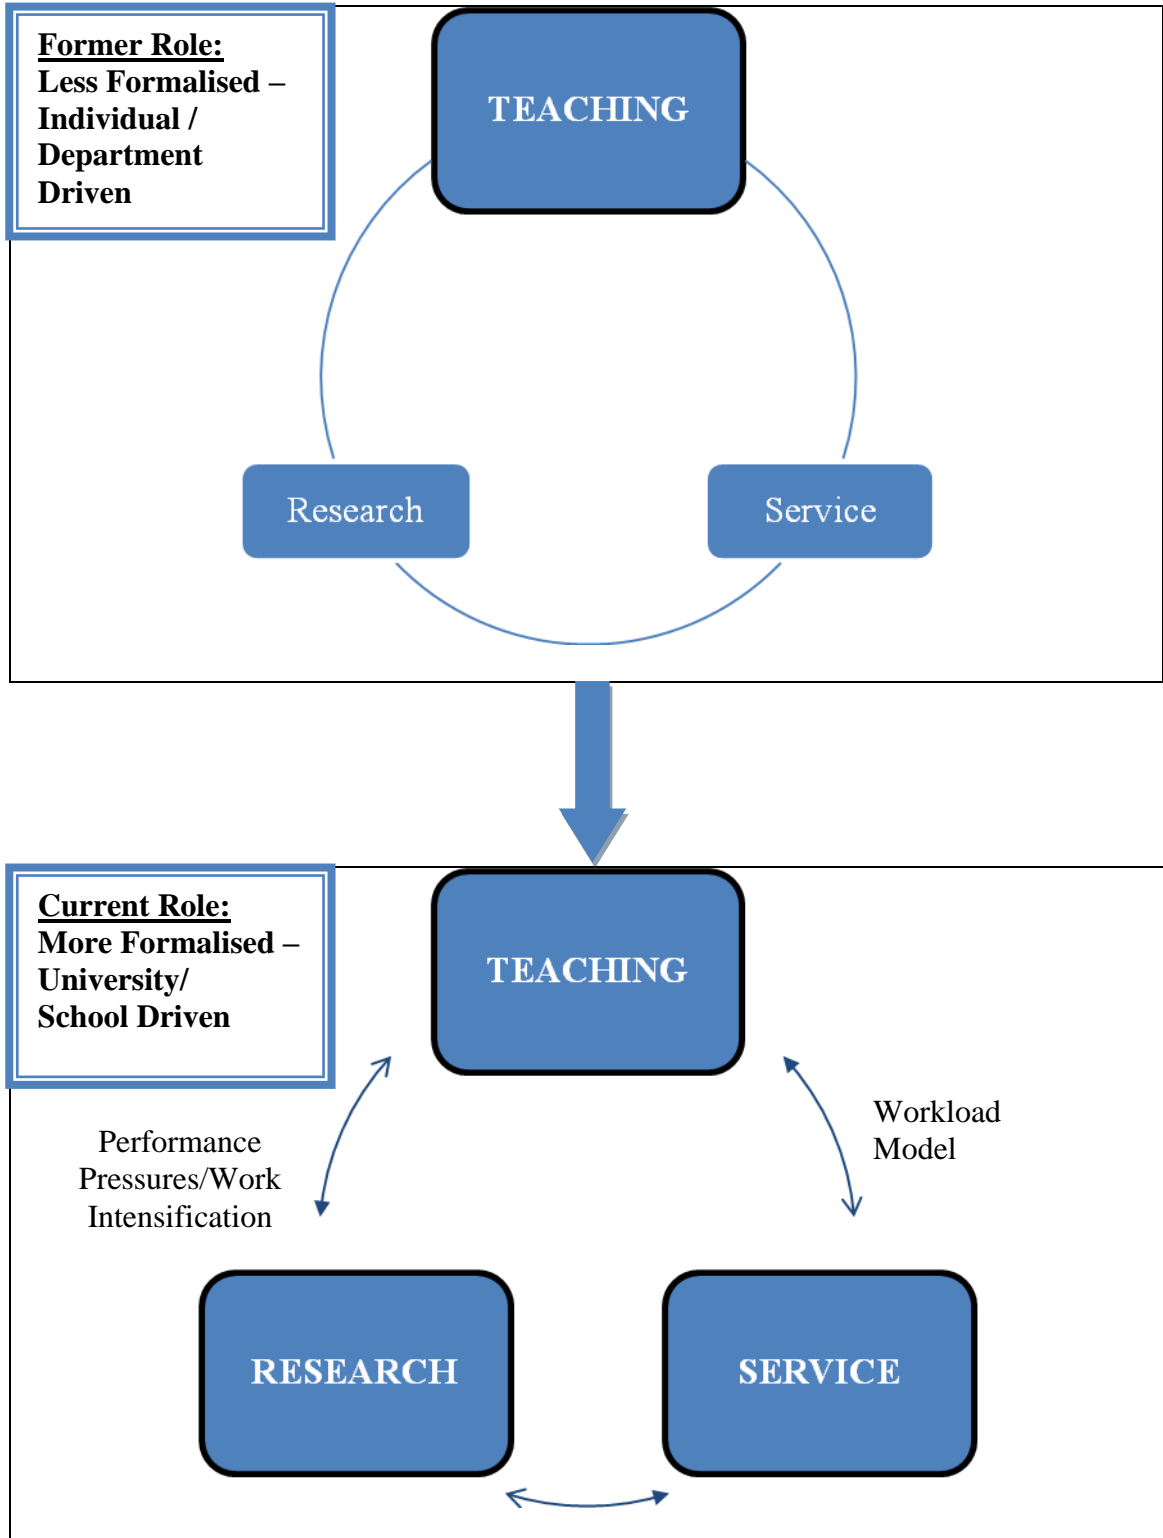 Former Role:
Less Formalised –
Individual /
Department
Driven
TEACHING
Research
Service
Current Role:
More Formalised –
University/
School Driven
TEACHING
Performance
Pressures/Work
Intensification
Workload
Model
RESEARCH
SERVICE